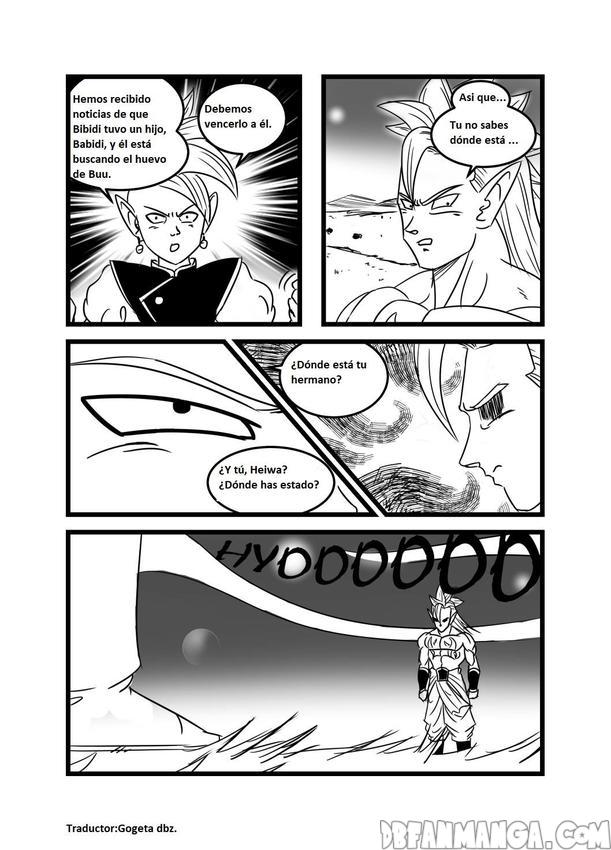 Hemos recibido
noticias de que
Bibidi tuvo un hijo,
Babidi, y él está
buscando el huevo
de Buu.
Debemos
vencerlo a él.
Asi que...
Tu no sabes
dónde está ...
¿Dónde está tu
hermano?
¿Y tú, Heiwa?
¿Dónde has estado?
HYOOOOOOO
Traductor:Gogeta dbz.
DBFANMANGA.COM